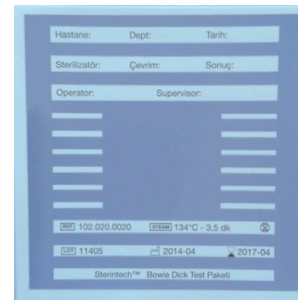 Hastane: Dept: Tarih:
Sterilizatör: Çevrim: Sonuç:
Operator: Supervisor:
REF 102.020.0020 STEAM 134°C - 3,5 dk 2
LOT 11405 2014-04 2017-04
Sterintech™ Bowie Dick Test Paketi